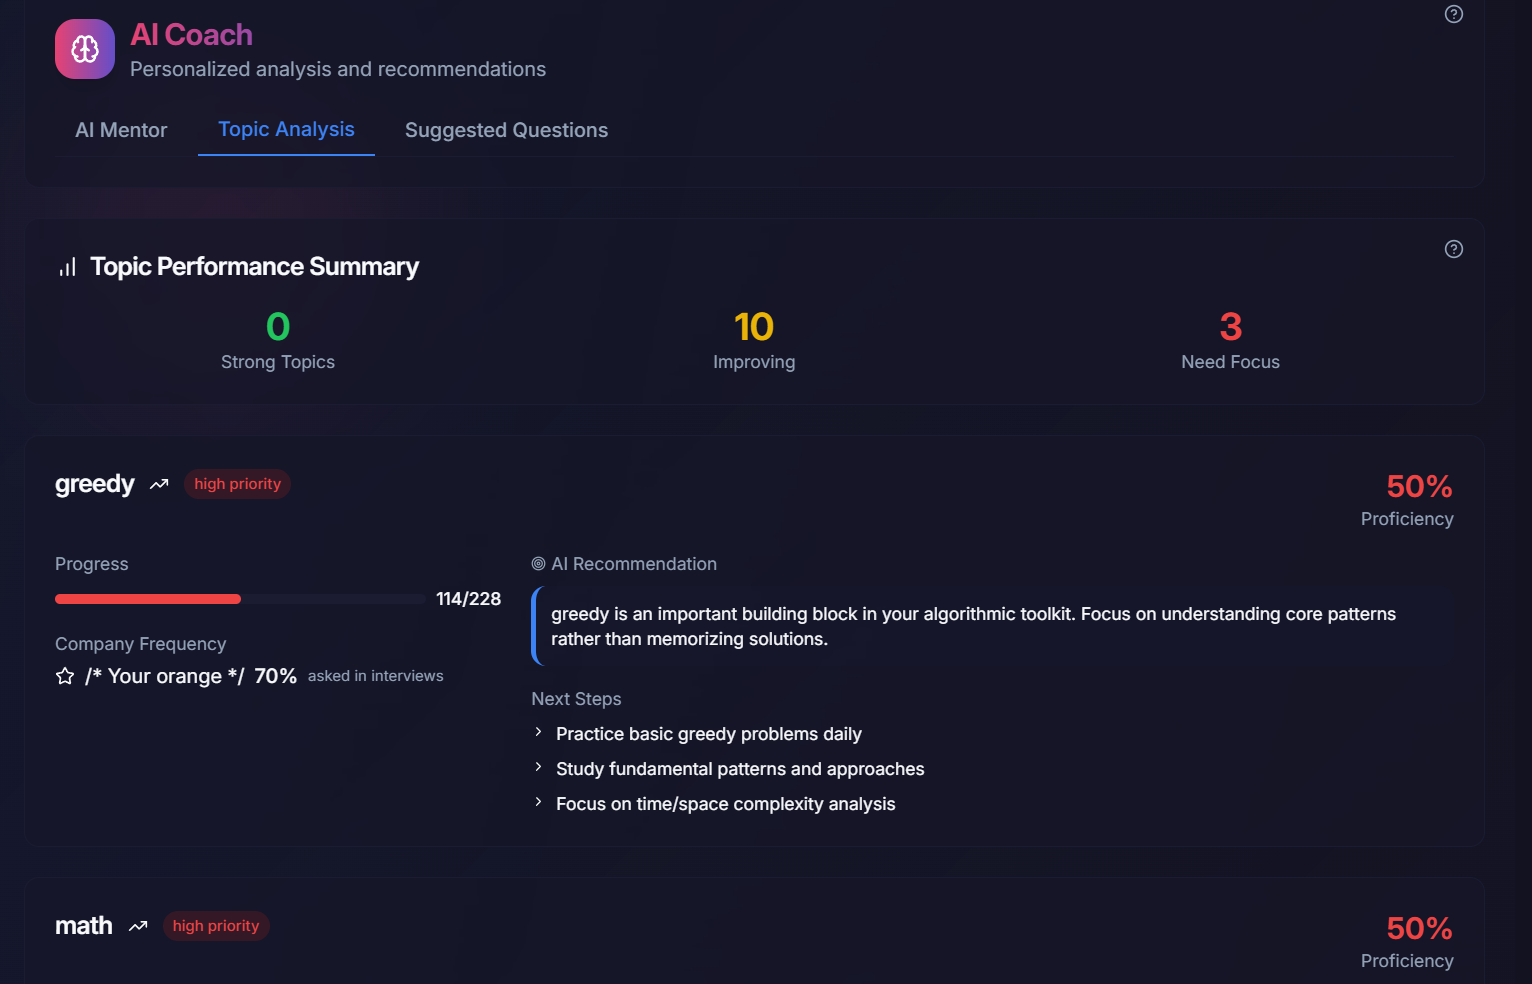 AI Coach
Personalized analysis and recommendations
AI Mentor
Topic Analysis
Suggested Questions
Topic Performance Summary
0
Strong Topics
10
Improving
3
Need Focus
greedy
high priority
50%
Proficiency
Progress
114/228
Company Frequency
/* Your orange */ 70% asked in interviews
AI Recommendation
greedy is an important building block in your algorithmic toolkit. Focus on understanding core patterns
rather than memorizing solutions.
Next Steps
Practice basic greedy problems daily
Study fundamental patterns and approaches
Focus on time/space complexity analysis
math
high priority
50%
Proficiency